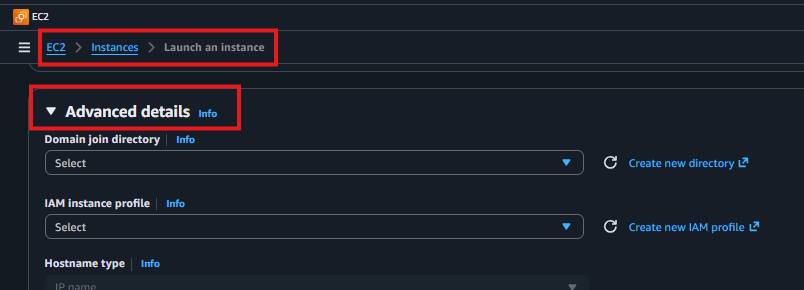 EC2
EC2 > Instances > Launch an instance
Advanced details Info
Domain join directory Info
Select Create new directory
IAM instance profile Info
Select Create new IAM profile
Hostname type Info
IP name